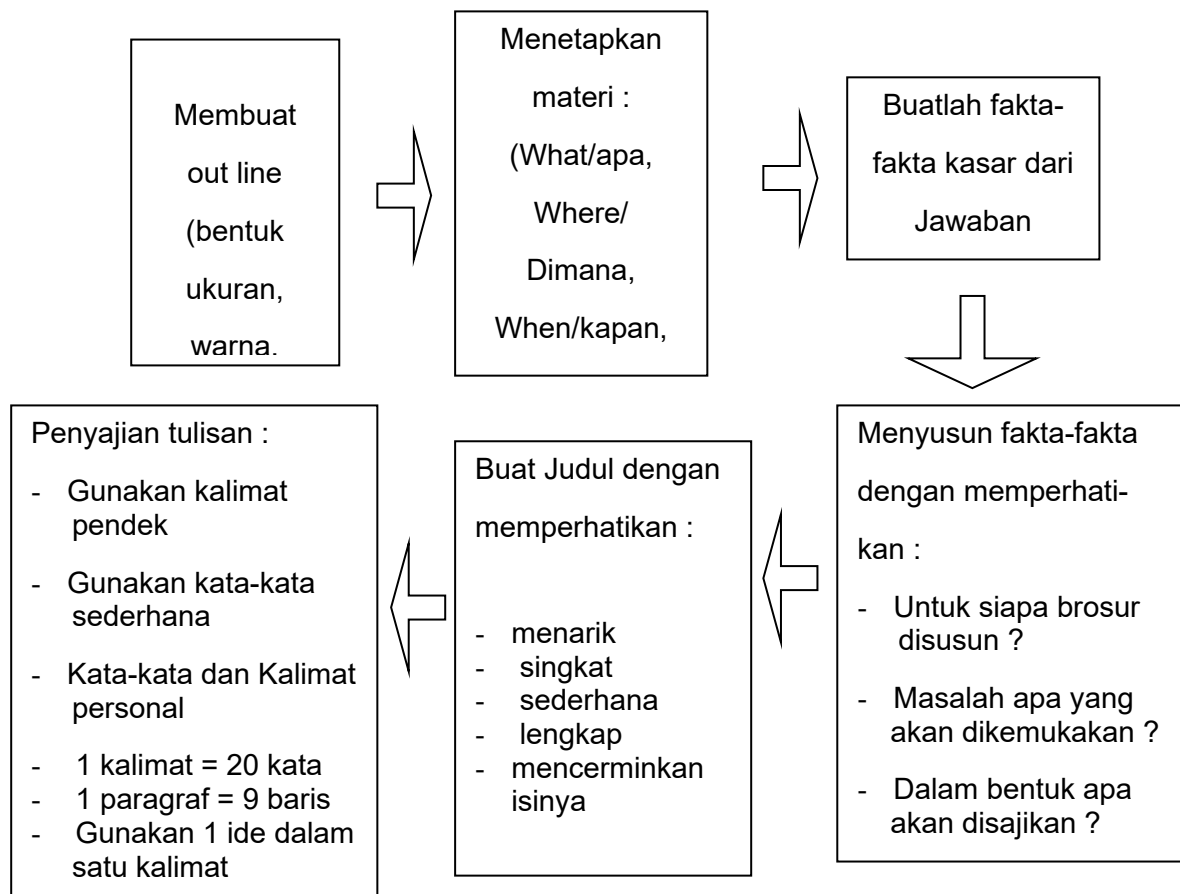 Membuat
out line
(bentuk
ukuran,
warna.
Menetapkan
materi :
(What/apa,
Where/
Dimana,
When/kapan,
Buatlah fakta-
fakta kasar dari
Jawaban
Menyusun fakta-fakta
dengan memperhati-
kan :
- Untuk siapa brosur
disusun ?
- Masalah apa yang
akan dikemukakan ?
- Dalam bentuk apa
akan disajikan ?
Buat Judul dengan
memperhatikan :
- menarik
- singkat
- sederhana
- lengkap
- mencerminkan
isinya
Penyajian tulisan :
- Gunakan kalimat
pendek
- Gunakan kata-kata
sederhana
- Kata-kata dan Kalimat
personal
- 1 kalimat = 20 kata
- 1 paragraf = 9 baris
- Gunakan 1 ide dalam
satu kalimat